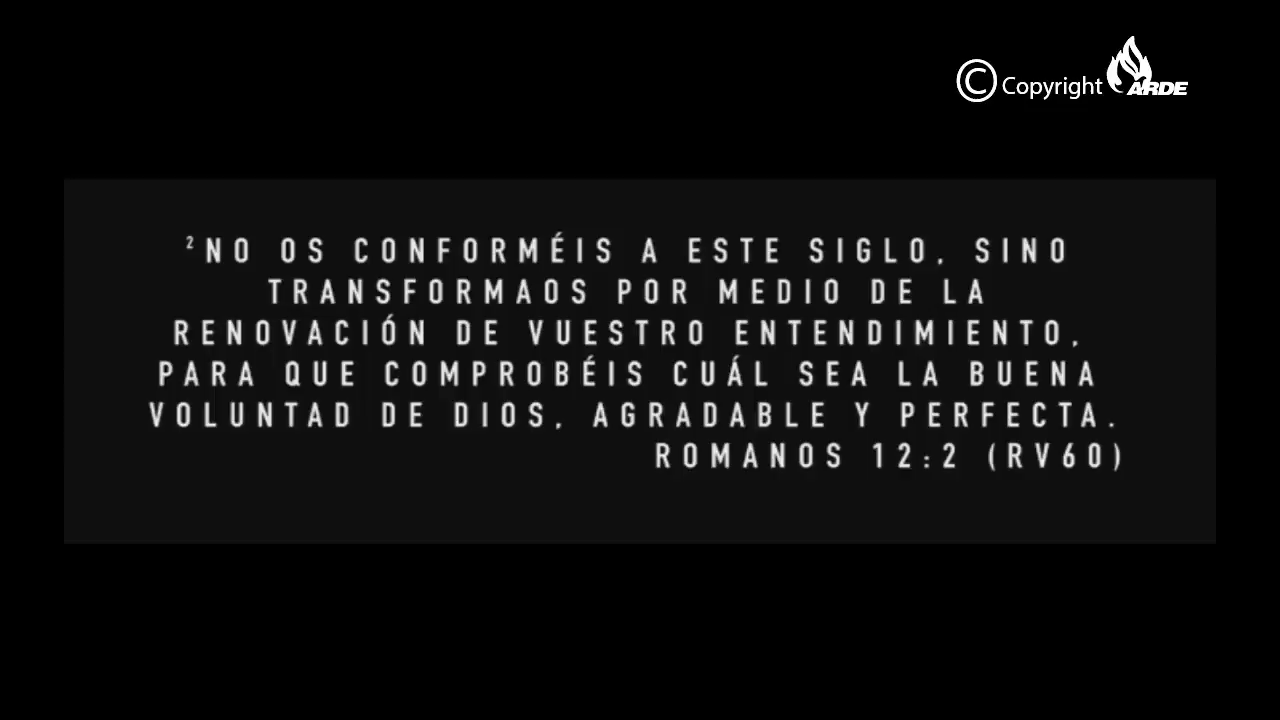 © Copyright ARDE
²NO OS CONFORMÉIS A ESTE SIGLO, SINO
TRANSFORMAOS POR MEDIO DE LA
RENOVACIÓN DE VUESTRO ENTENDIMIENTO,
PARA QUE COMPROBÉIS CUÁL SEA LA BUENA
VOLUNTAD DE DIOS, AGRADABLE Y PERFECTA.
ROMANOS 12:2 (RV60)